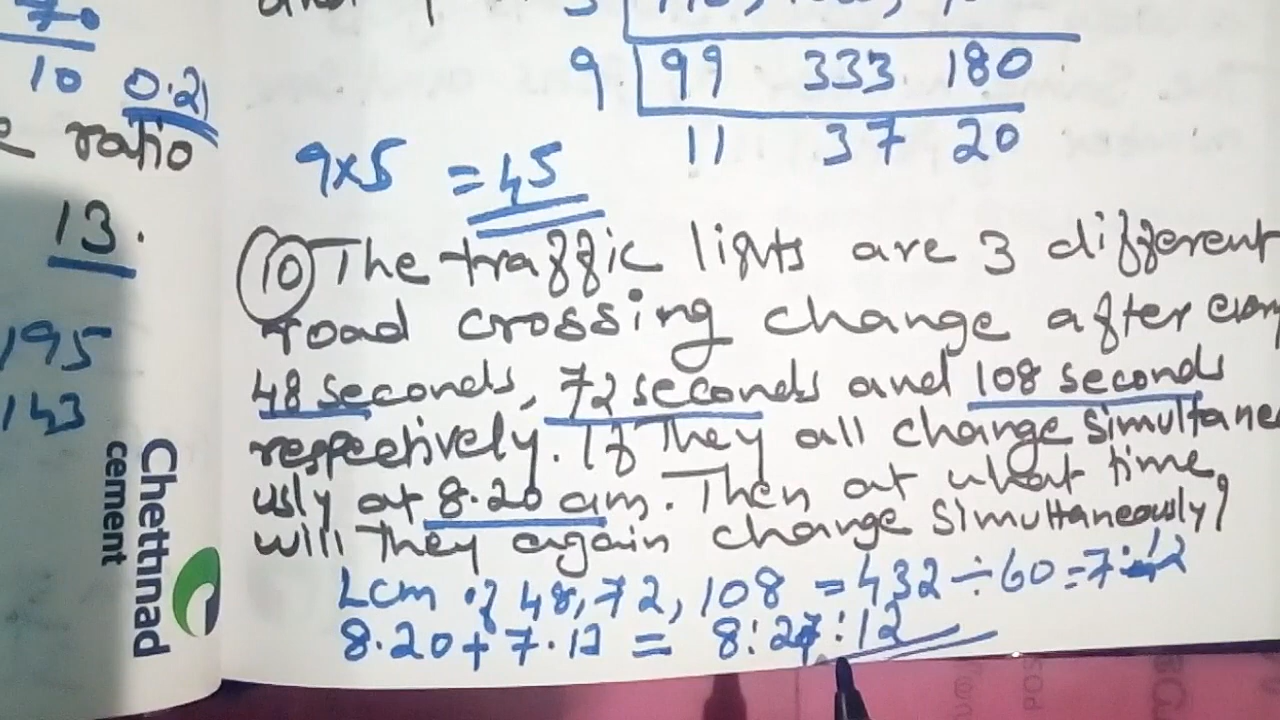 70
10 0.21
ratio
13.
195
143
Chettinad
cement
9 99 333 180
11 37 20
9x5 = 45
10 The traffic lights are 3 different
road crossing change after every
48 seconds, 72 seconds and 108 seconds
respectively. If They all change simultane
usly at 8.20 am. Then at what time
will They again change simultaneously?
Lcm of 48, 72, 108 = 432 ÷ 60 = 7:12
8.20 + 7.12 = 8:27:12